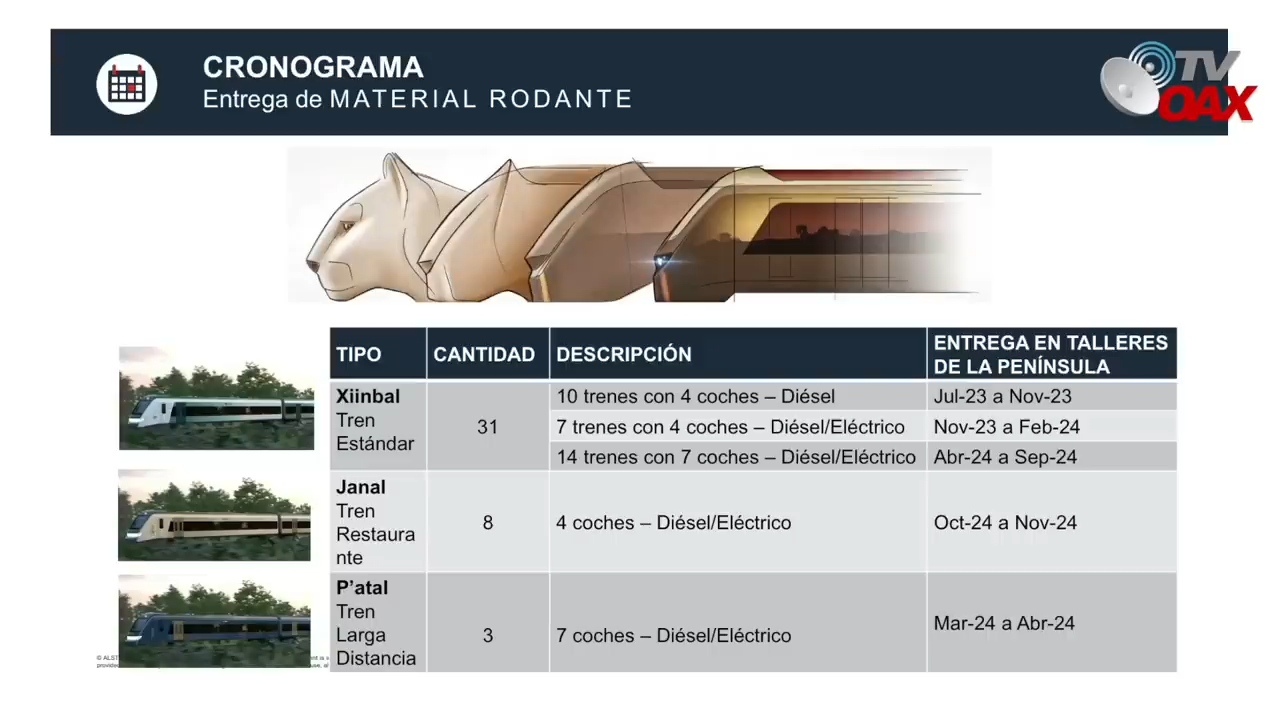 CRONOGRAMA
Entrega de MATERIAL RODANTE
TV
OAX
TIPO
CANTIDAD
DESCRIPCIÓN
ENTREGA EN TALLERES
DE LA PENÍNSULA
Xiinbal
Tren
Estándar
31
10 trenes con 4 coches – Diésel
Jul-23 a Nov-23
7 trenes con 4 coches – Diésel/Eléctrico
Nov-23 a Feb-24
14 trenes con 7 coches – Diésel/Eléctrico
Abr-24 a Sep-24
Janal
Tren
Restaura
nte
8
4 coches – Diésel/Eléctrico
Oct-24 a Nov-24
P’atal
Tren
Larga
Distancia
3
7 coches – Diésel/Eléctrico
Mar-24 a Abr-24